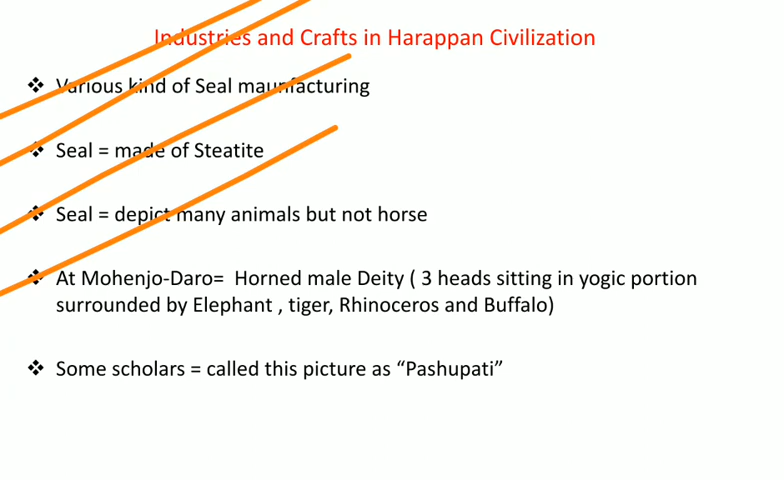 Industries and Crafts in Harappan Civilization
❖ Various kind of Seal maunfacturing
❖ Seal = made of Steatite
❖ Seal = depict many animals but not horse
❖ At Mohenjo-Daro= Horned male Deity ( 3 heads sitting in yogic portion
surrounded by Elephant , tiger, Rhinoceros and Buffalo)
❖ Some scholars = called this picture as “Pashupati”